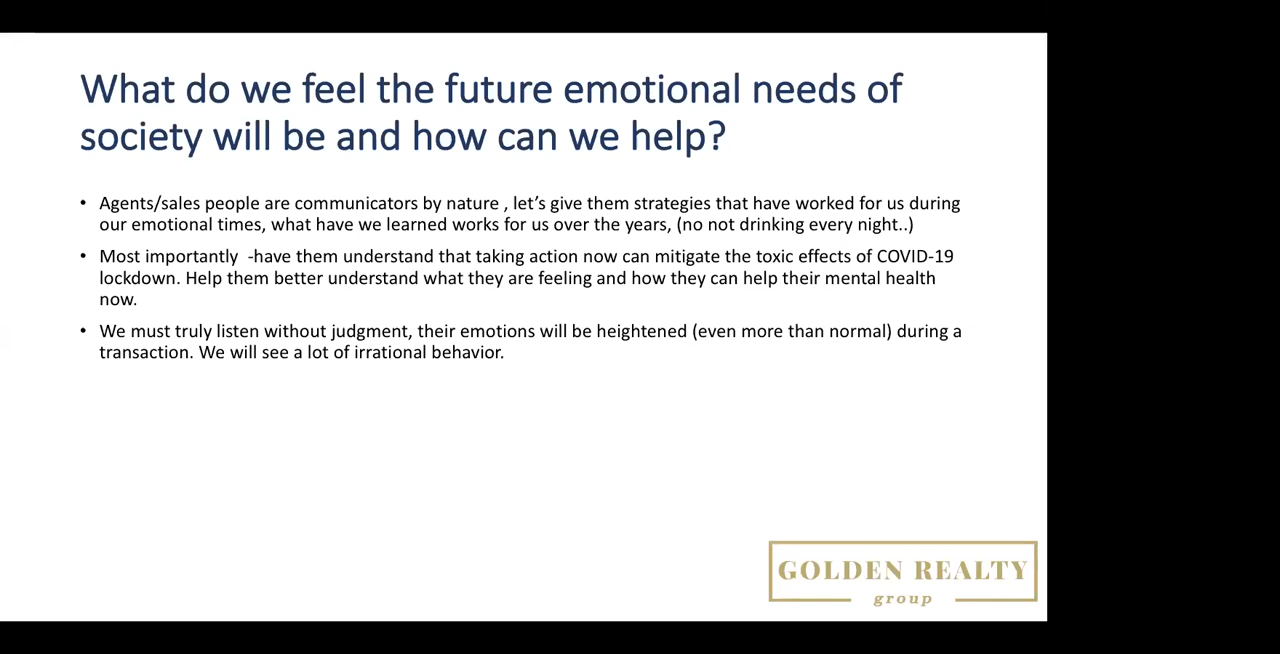 What do we feel the future emotional needs of
society will be and how can we help?
• Agents/sales people are communicators by nature , let’s give them strategies that have worked for us during
our emotional times, what have we learned works for us over the years, (no not drinking every night..)
• Most importantly  -have them understand that taking action now can mitigate the toxic effects of COVID-19
lockdown. Help them better understand what they are feeling and how they can help their mental health
now.
• We must truly listen without judgment, their emotions will be heightened (even more than normal) during a
transaction. We will see a lot of irrational behavior.
GOLDEN REALTY
group